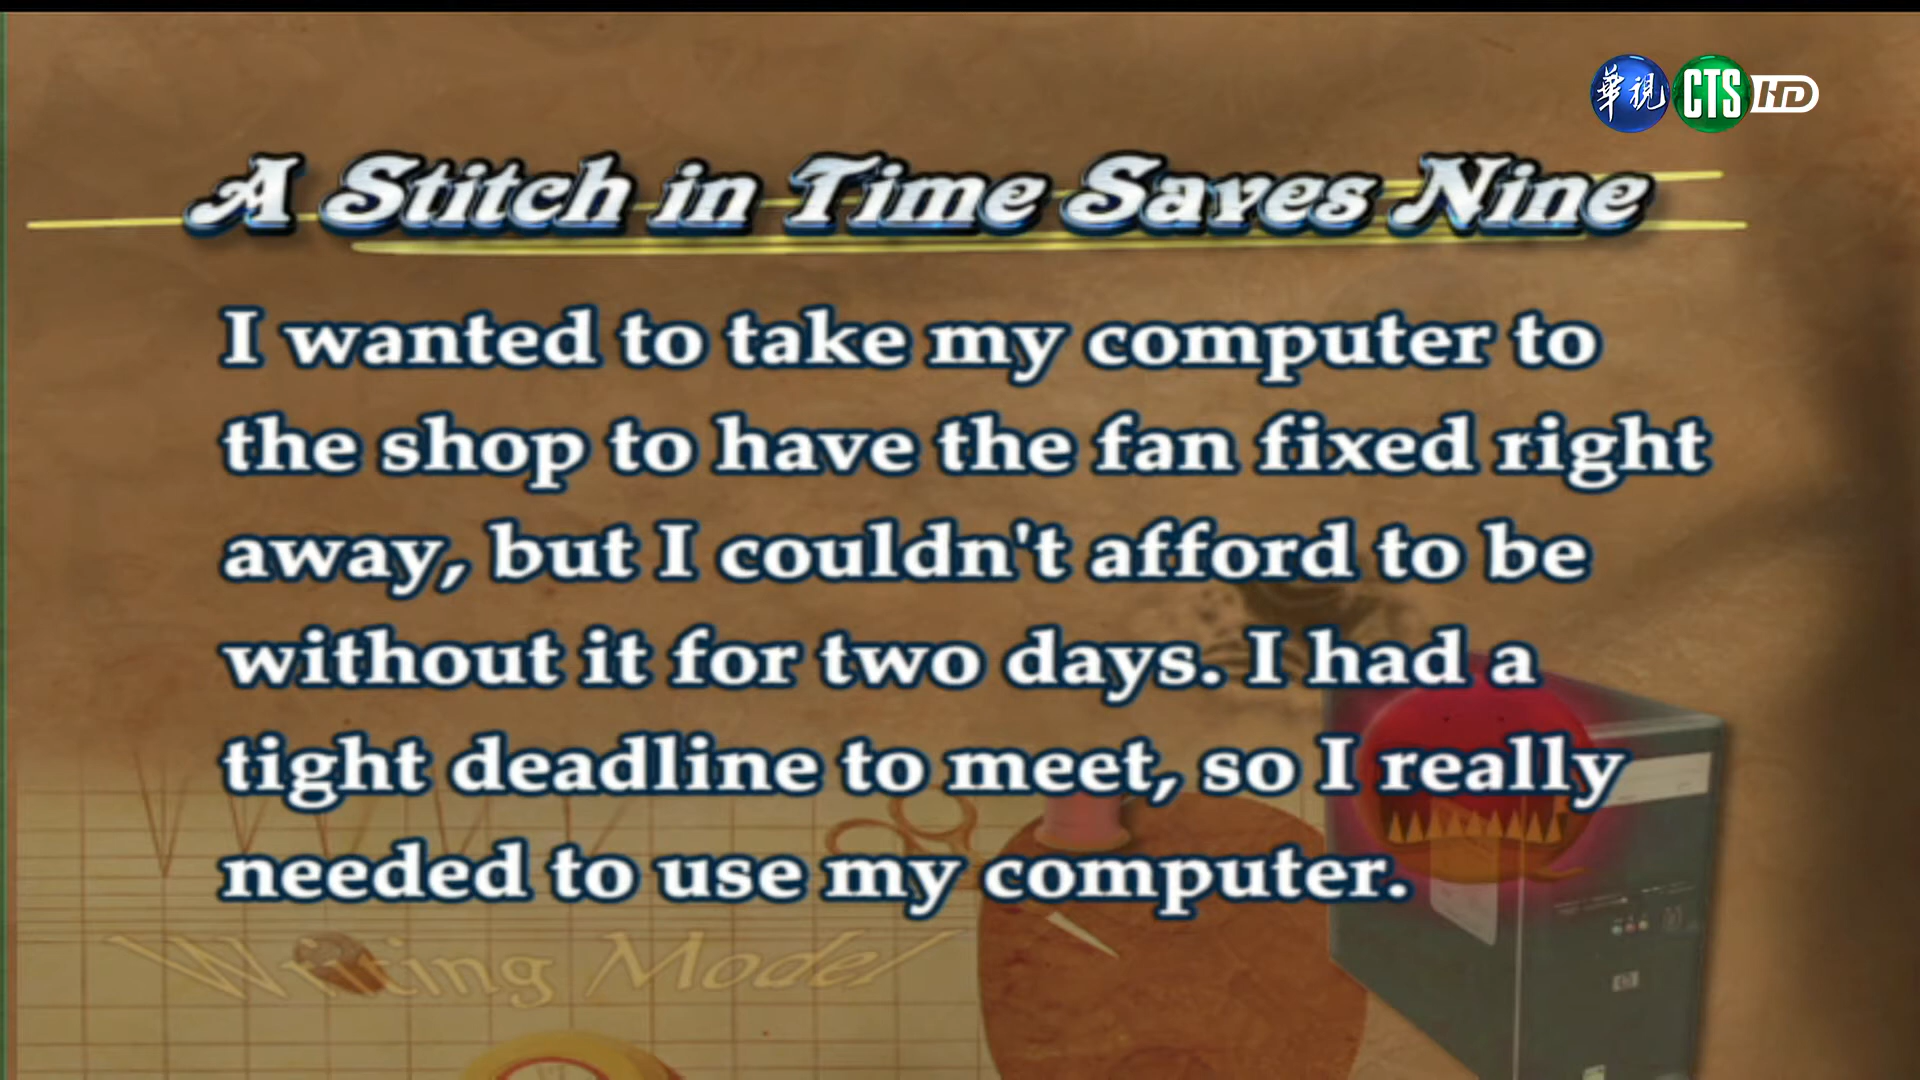 華視 CTS HD
A Stitch in Time Saves Nine
I wanted to take my computer to
the shop to have the fan fixed right
away, but I couldn't afford to be
without it for two days. I had a
tight deadline to meet, so I really
needed to use my computer.
Writing Model
hp